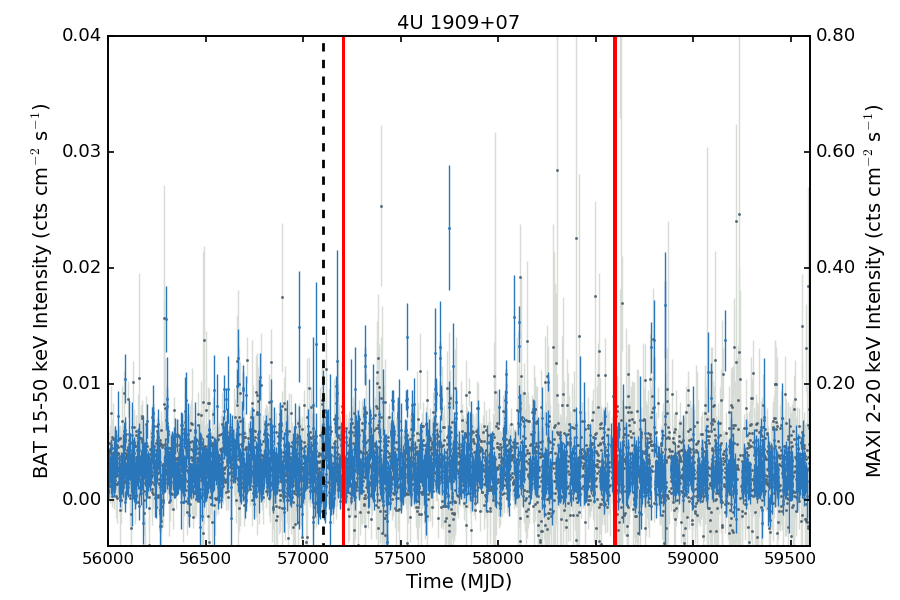 4U 1909+07
0.04
0.03
0.02
0.01
0.00
BAT 15-50 keV Intensity (cts cm⁻² s⁻¹)
0.80
0.60
0.40
0.20
0.00
MAXI 2-20 keV Intensity (cts cm⁻² s⁻¹)
56000 56500 57000 57500 58000 58500 59000 59500
Time (MJD)